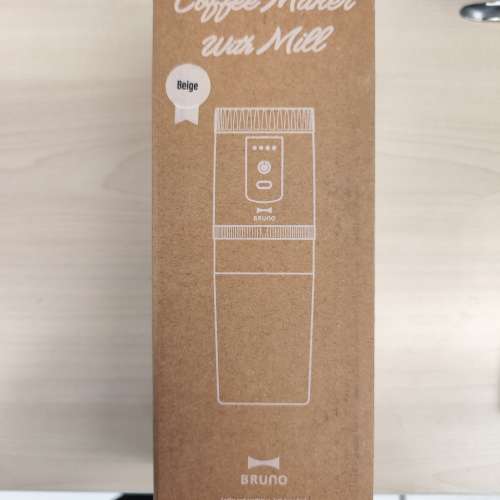 Coffee Maker
With Mill
Beige
BRUNO
BRUNO